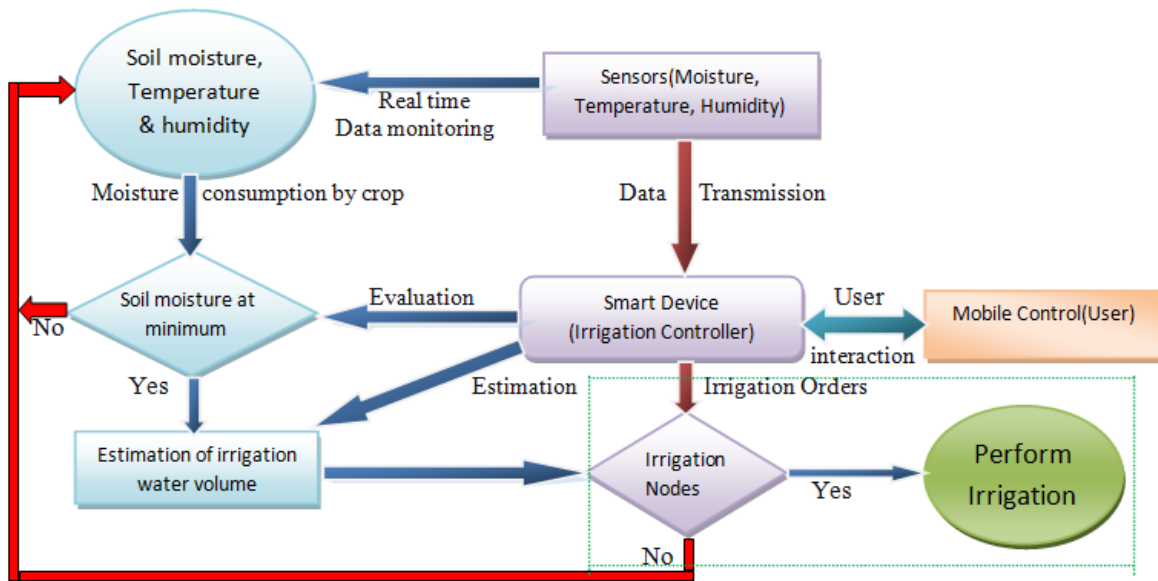 Soil moisture,
Temperature
& humidity
Sensors(Moisture,
Temperature, Humidity)
Real time
Data monitoring
Moisture consumption by crop
Data Transmission
Soil moisture at
minimum
No
Yes
Evaluation
Smart Device
(Irrigation Controller)
User
interaction
Mobile Control(User)
Estimation
Irrigation Orders
Estimation of irrigation
water volume
Irrigation
Nodes
Yes
No
Perform
Irrigation